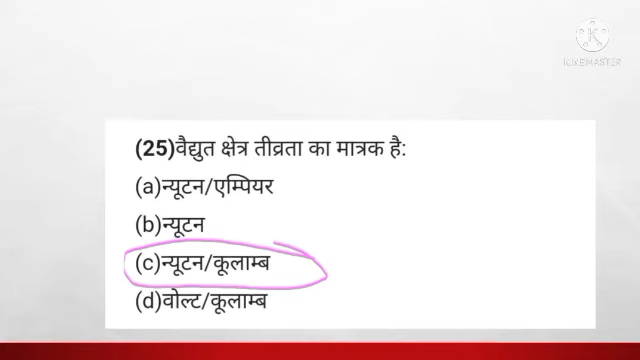 K
KINEMASTER
(25)वैद्युत क्षेत्र तीव्रता का मात्रक है:
(a)न्यूटन/एम्पियर
(b)न्यूटन
(c)न्यूटन/कूलाम्ब
(d)वोल्ट/कूलाम्ब